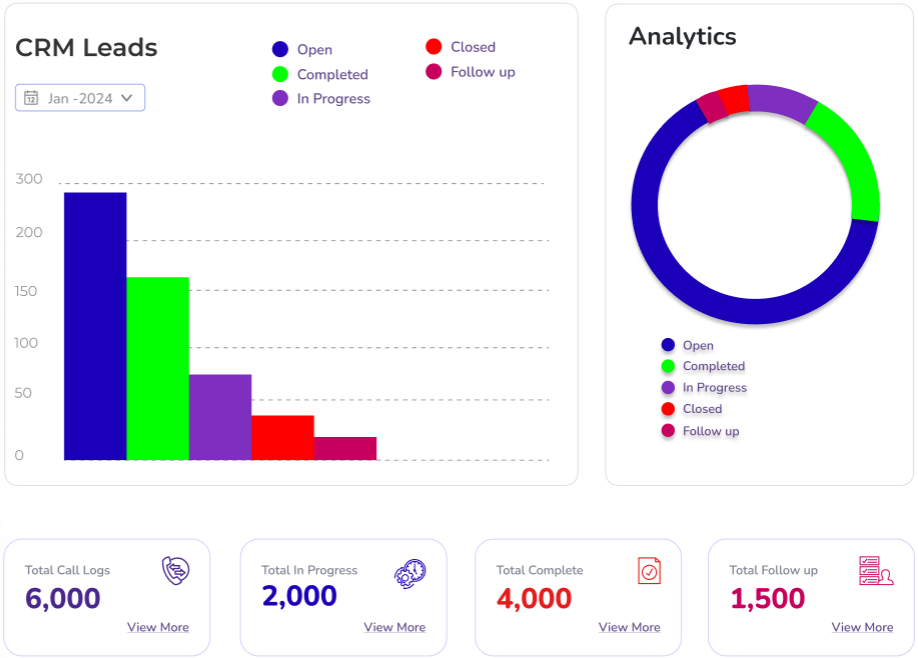 CRM Leads
12 Jan -2024
Open
Completed
In Progress
Closed
Follow up
300
200
150
100
50
0
Analytics
Open
Completed
In Progress
Closed
Follow up
Total Call Logs
6,000
View More
Total In Progress
2,000
View More
Total Complete
4,000
View More
Total Follow up
1,500
View More